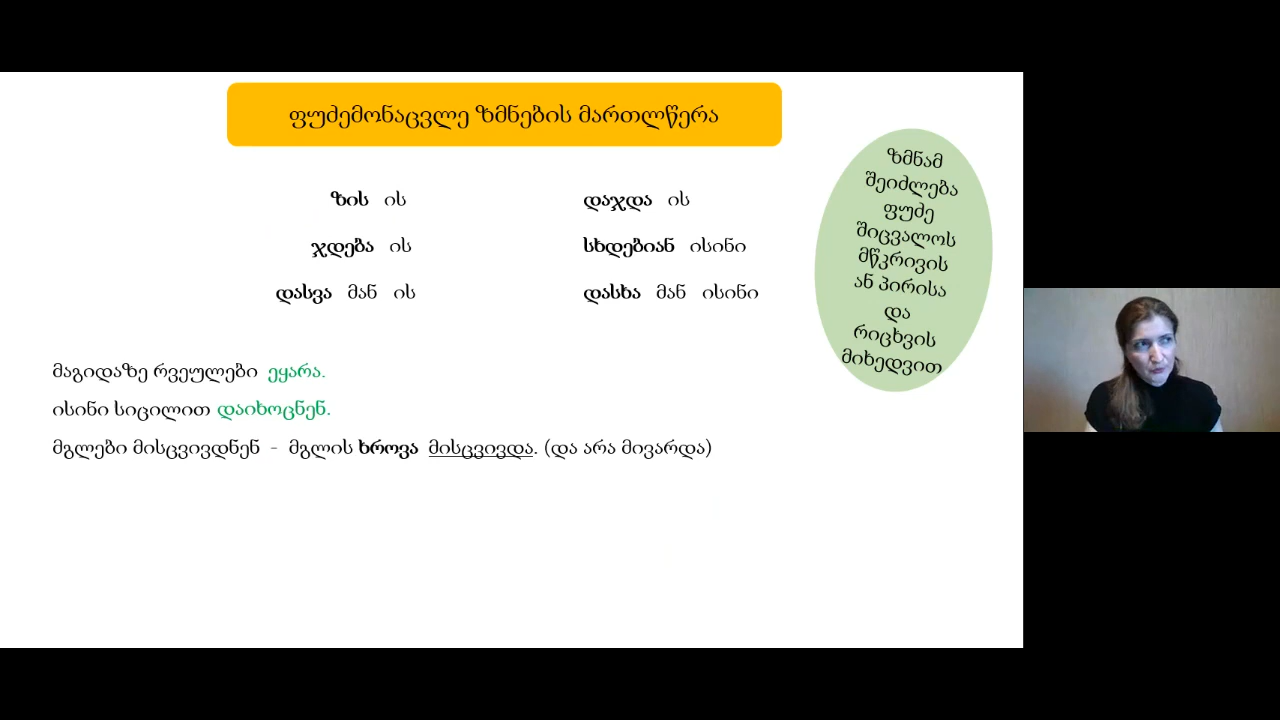 ფუძემონაცვლე ზმნების მართლწერა
ზის ის
დაჯდა ის
ჯდება ის
სხდებიან ისინი
დასვა მან ის
დასხა მან ისინი
ზმნამ
შეიძლება
ფუძე
შიცვალოს
მწკრივის
ან პირისა
და
რიცხვის
მიხედვით
მაგიდაზე რვეულები ეყარა.
ისინი სიცილით დაიხოცნენ.
მგლები მისცვივდნენ - მგლის ხროვა მისცვივდა. (და არა მივარდა)